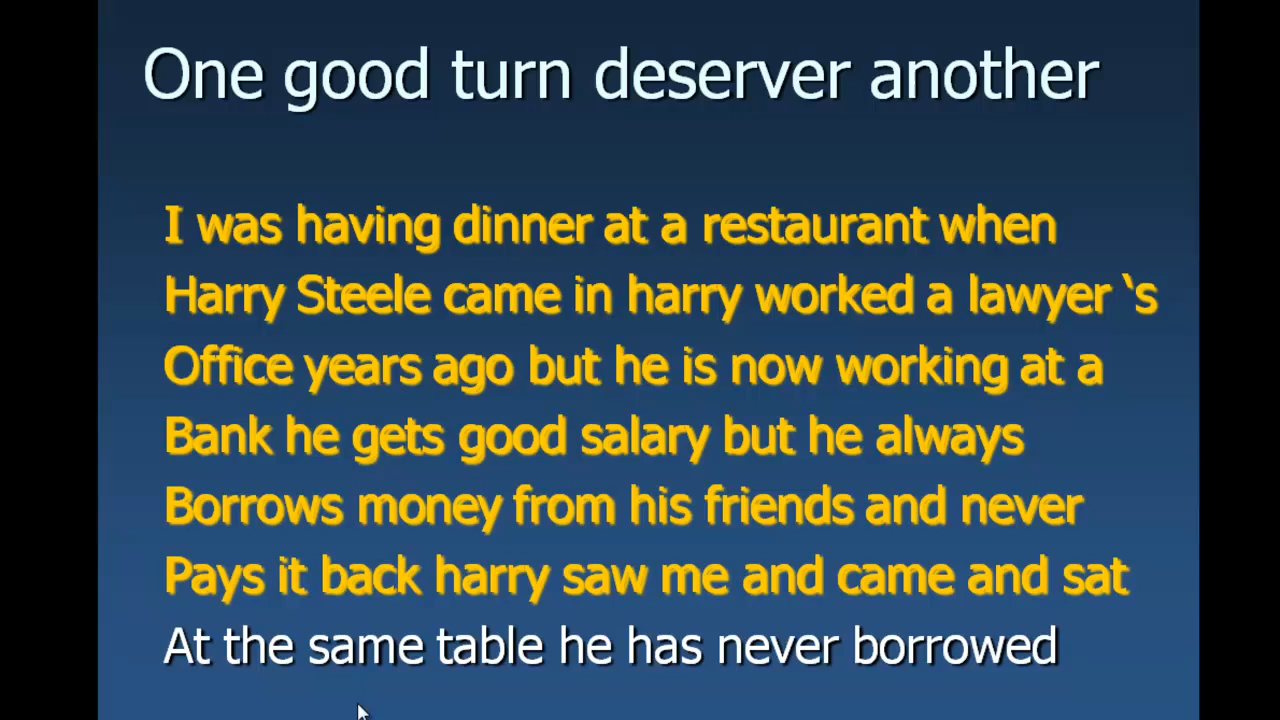 One good turn deserver another
I was having dinner at a restaurant when
Harry Steele came in harry worked a lawyer ‘s
Office years ago but he is now working at a
Bank he gets good salary but he always
Borrows money from his friends and never
Pays it back harry saw me and came and sat
At the same table he has never borrowed